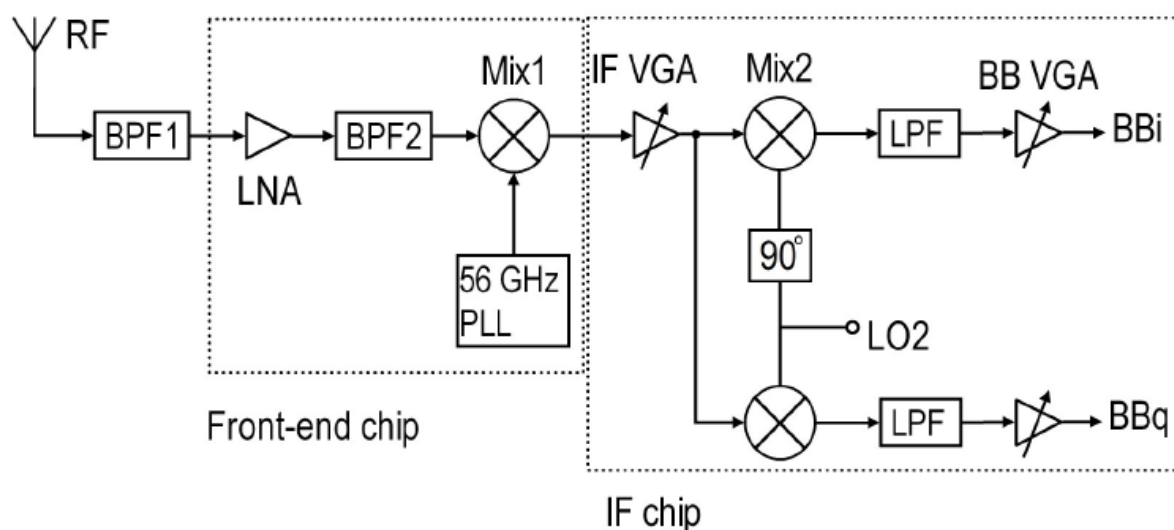 RF
BPF1
LNA
BPF2
Mix1
56 GHz
PLL
Front-end chip
IF VGA
Mix2
LPF
BB VGA
BBi
90°
LO2
LPF
BBq
IF chip